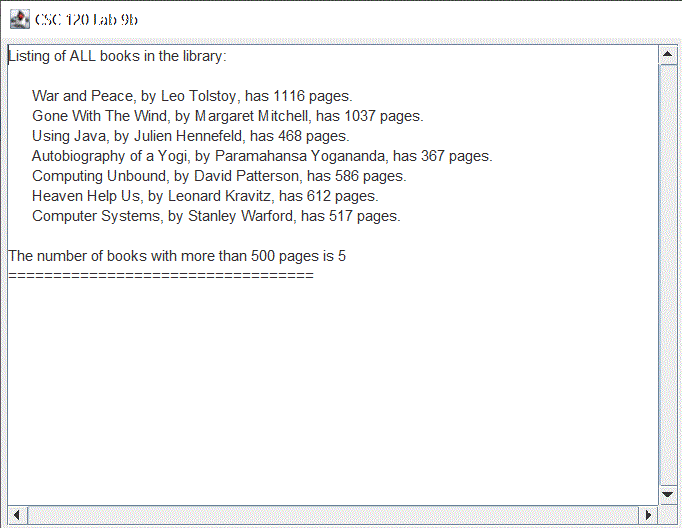 CSC 120 Lab 9b
Listing of ALL books in the library:
War and Peace, by Leo Tolstoy, has 1116 pages.
Gone With The Wind, by Margaret Mitchell, has 1037 pages.
Using Java, by Julien Hennefeld, has 468 pages.
Autobiography of a Yogi, by Paramahansa Yogananda, has 367 pages.
Computing Unbound, by David Patterson, has 586 pages.
Heaven Help Us, by Leonard Kravitz, has 612 pages.
Computer Systems, by Stanley Warford, has 517 pages.
The number of books with more than 500 pages is 5
==================================